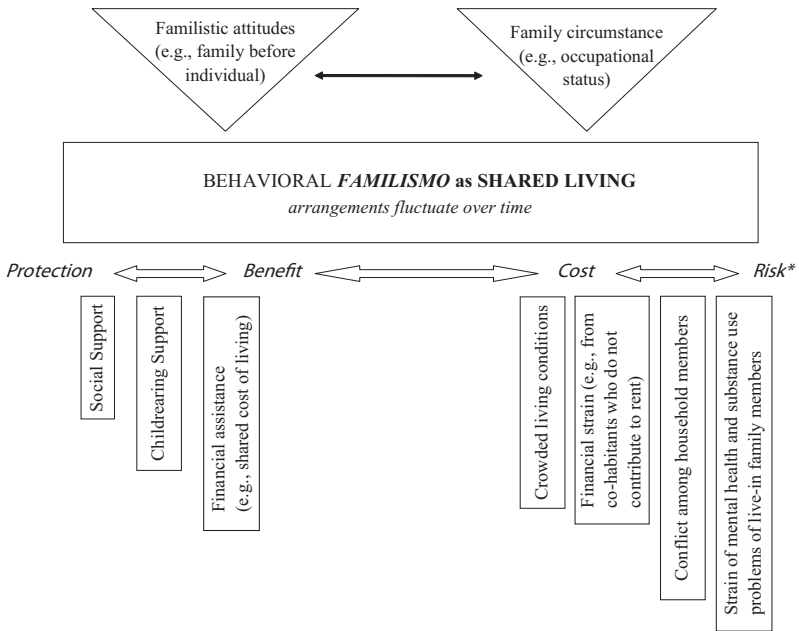 Familistic attitudes
(e.g., family before
individual)
Family circumstance
(e.g., occupational
status)
BEHAVIORAL FAMILISMO as SHARED LIVING
arrangements fluctuate over time
Protection
Benefit
Cost
Risk*
Social Support
Childrearing Support
Financial assistance
(e.g., shared cost of living)
Crowded living conditions
Financial strain (e.g., from
co-habitants who do not
contribute to rent)
Conflict among household members
Strain of mental health and substance use
problems of live-in family members